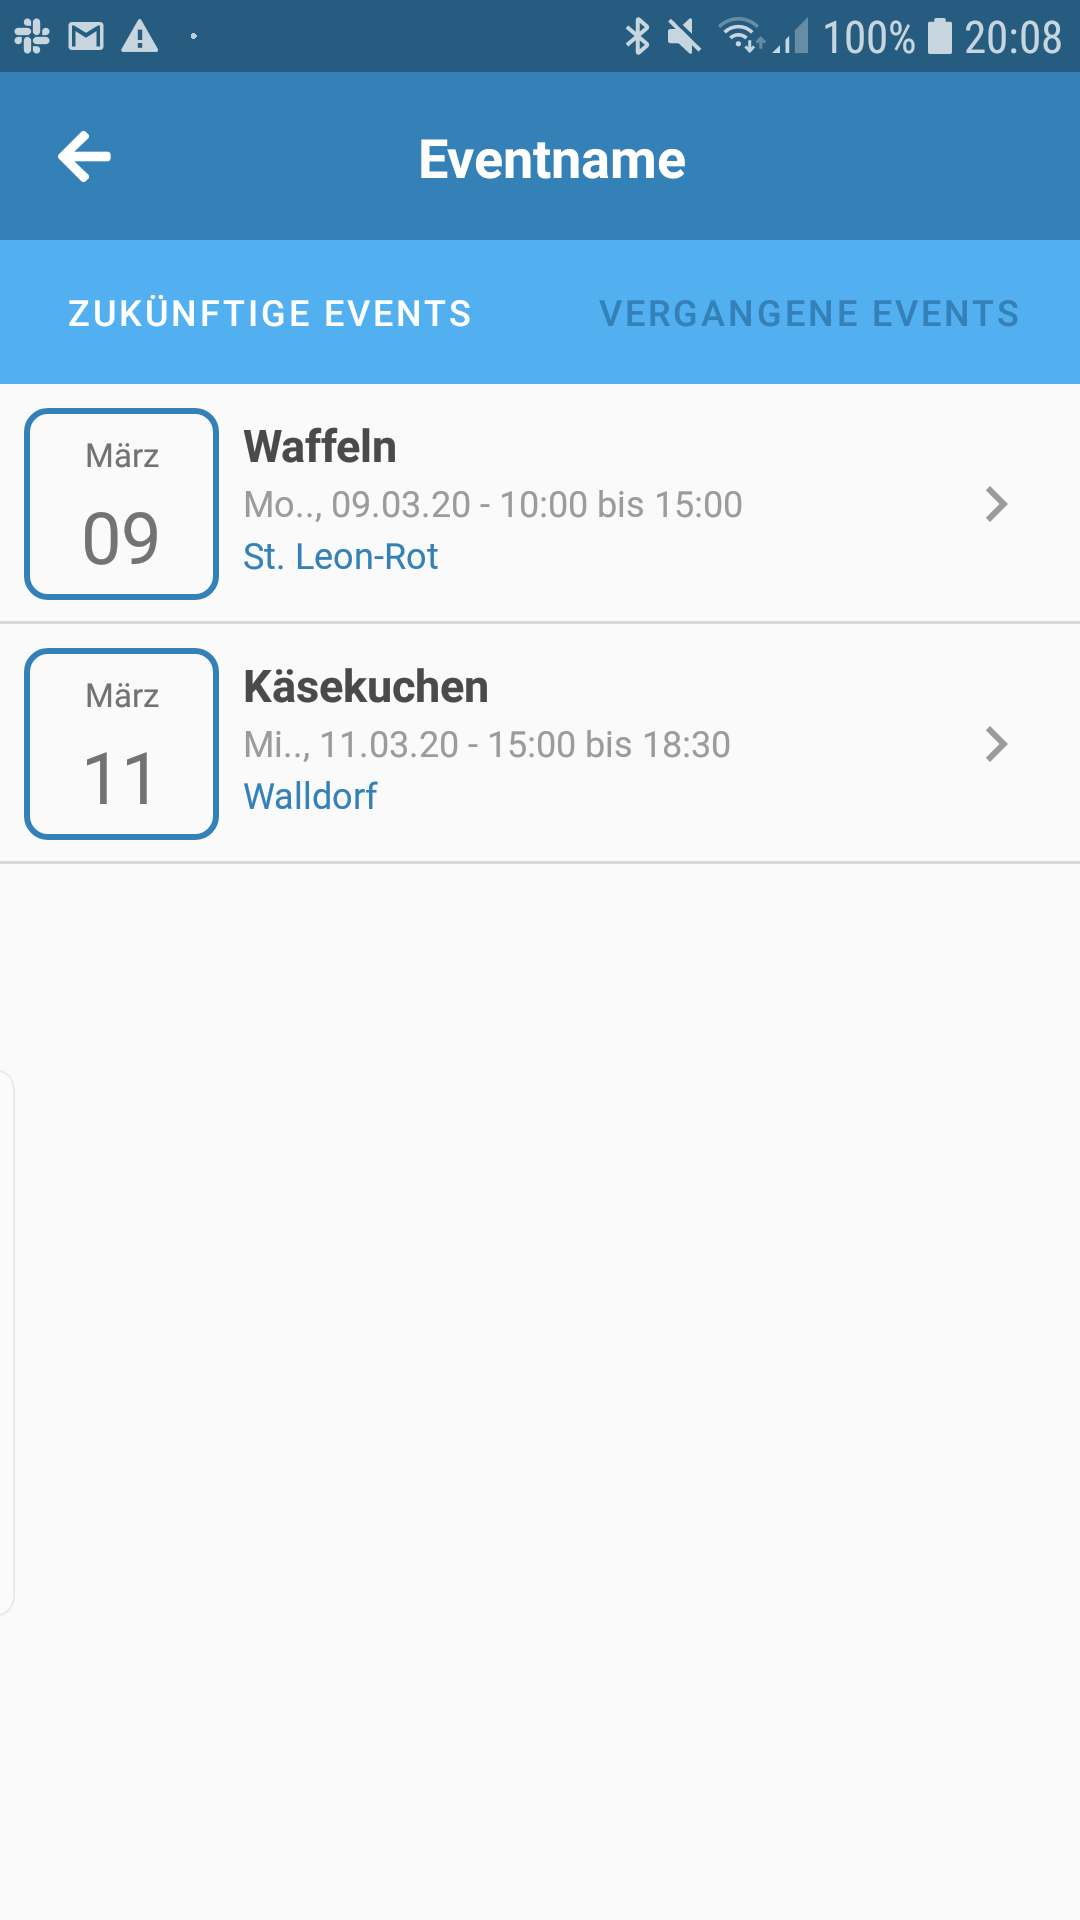 100% 20:08
Eventname
ZUKÜNFTIGE EVENTS VERGANGENE EVENTS
März
09
Waffeln
Mo.., 09.03.20 - 10:00 bis 15:00
St. Leon-Rot
März
11
Käsekuchen
Mi.., 11.03.20 - 15:00 bis 18:30
Walldorf